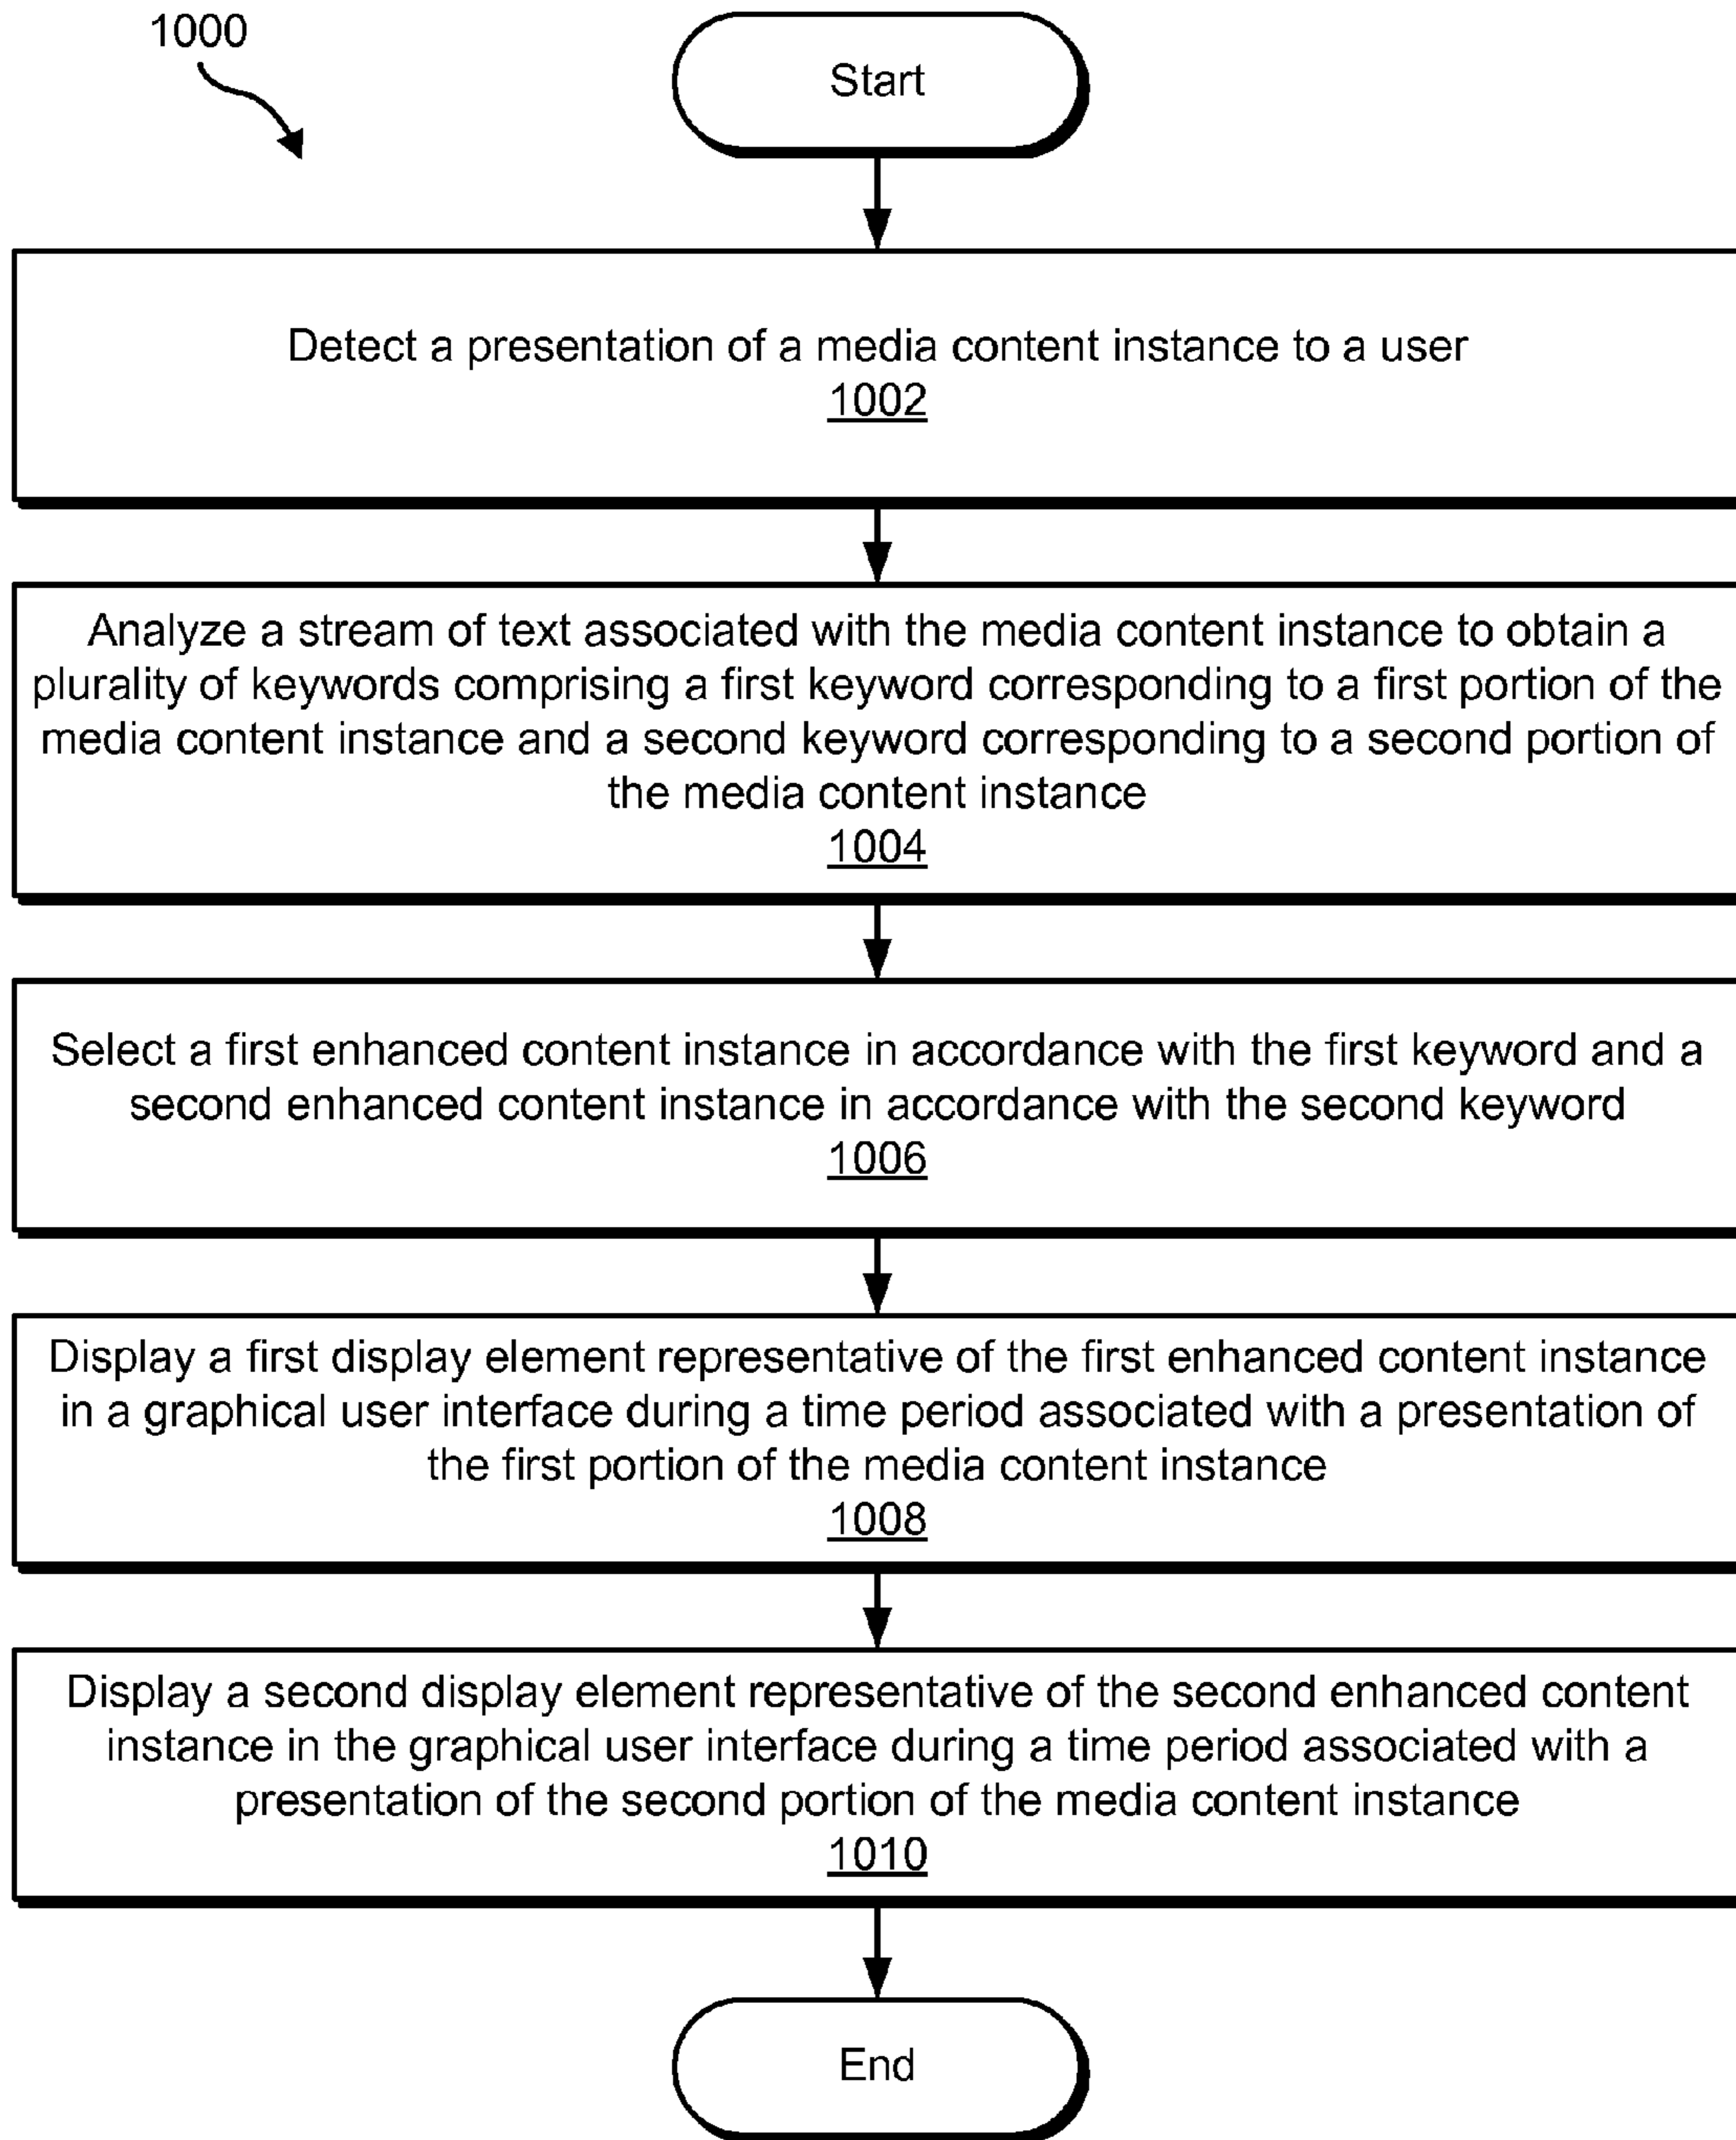 1000
Start
Detect a presentation of a media content instance to a user
1002
Analyze a stream of text associated with the media content instance to obtain a
plurality of keywords comprising a first keyword corresponding to a first portion of the
media content instance and a second keyword corresponding to a second portion of
the media content instance
1004
Select a first enhanced content instance in accordance with the first keyword and a
second enhanced content instance in accordance with the second keyword
1006
Display a first display element representative of the first enhanced content instance
in a graphical user interface during a time period associated with a presentation of
the first portion of the media content instance
1008
Display a second display element representative of the second enhanced content
instance in the graphical user interface during a time period associated with a
presentation of the second portion of the media content instance
1010
End